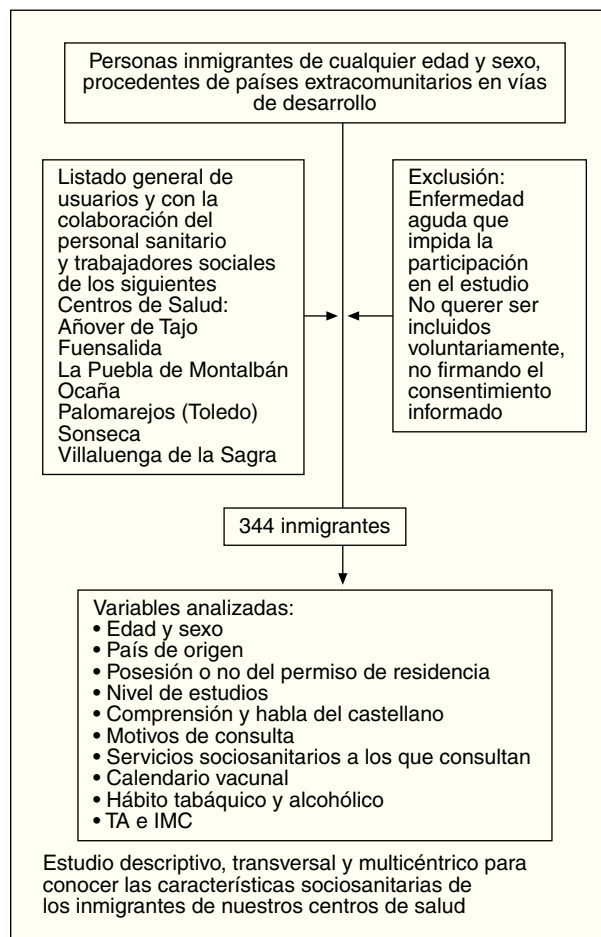 Personas inmigrantes de cualquier edad y sexo,
procedentes de países extracomunitarios en vías
de desarrollo
Listado general de
usuarios y con la
colaboración del
personal sanitario
y trabajadores sociales
de los siguientes
Centros de Salud:
Añover de Tajo
Fuensalida
La Puebla de Montalbán
Ocaña
Palomarejos (Toledo)
Sonseca
Villaluenga de la Sagra
Exclusión:
Enfermedad
aguda que
impida la
participación
en el estudio
No querer ser
incluidos
voluntariamente,
no firmando el
consentimiento
informado
344 inmigrantes
Variables analizadas:
• Edad y sexo
• País de origen
• Posesión o no del permiso de residencia
• Nivel de estudios
• Comprensión y habla del castellano
• Motivos de consulta
• Servicios sociosanitarios a los que consultan
• Calendario vacunal
• Hábito tabáquico y alcohólico
• TA e IMC
Estudio descriptivo, transversal y multicéntrico para
conocer las características sociosanitarias de
los inmigrantes de nuestros centros de salud